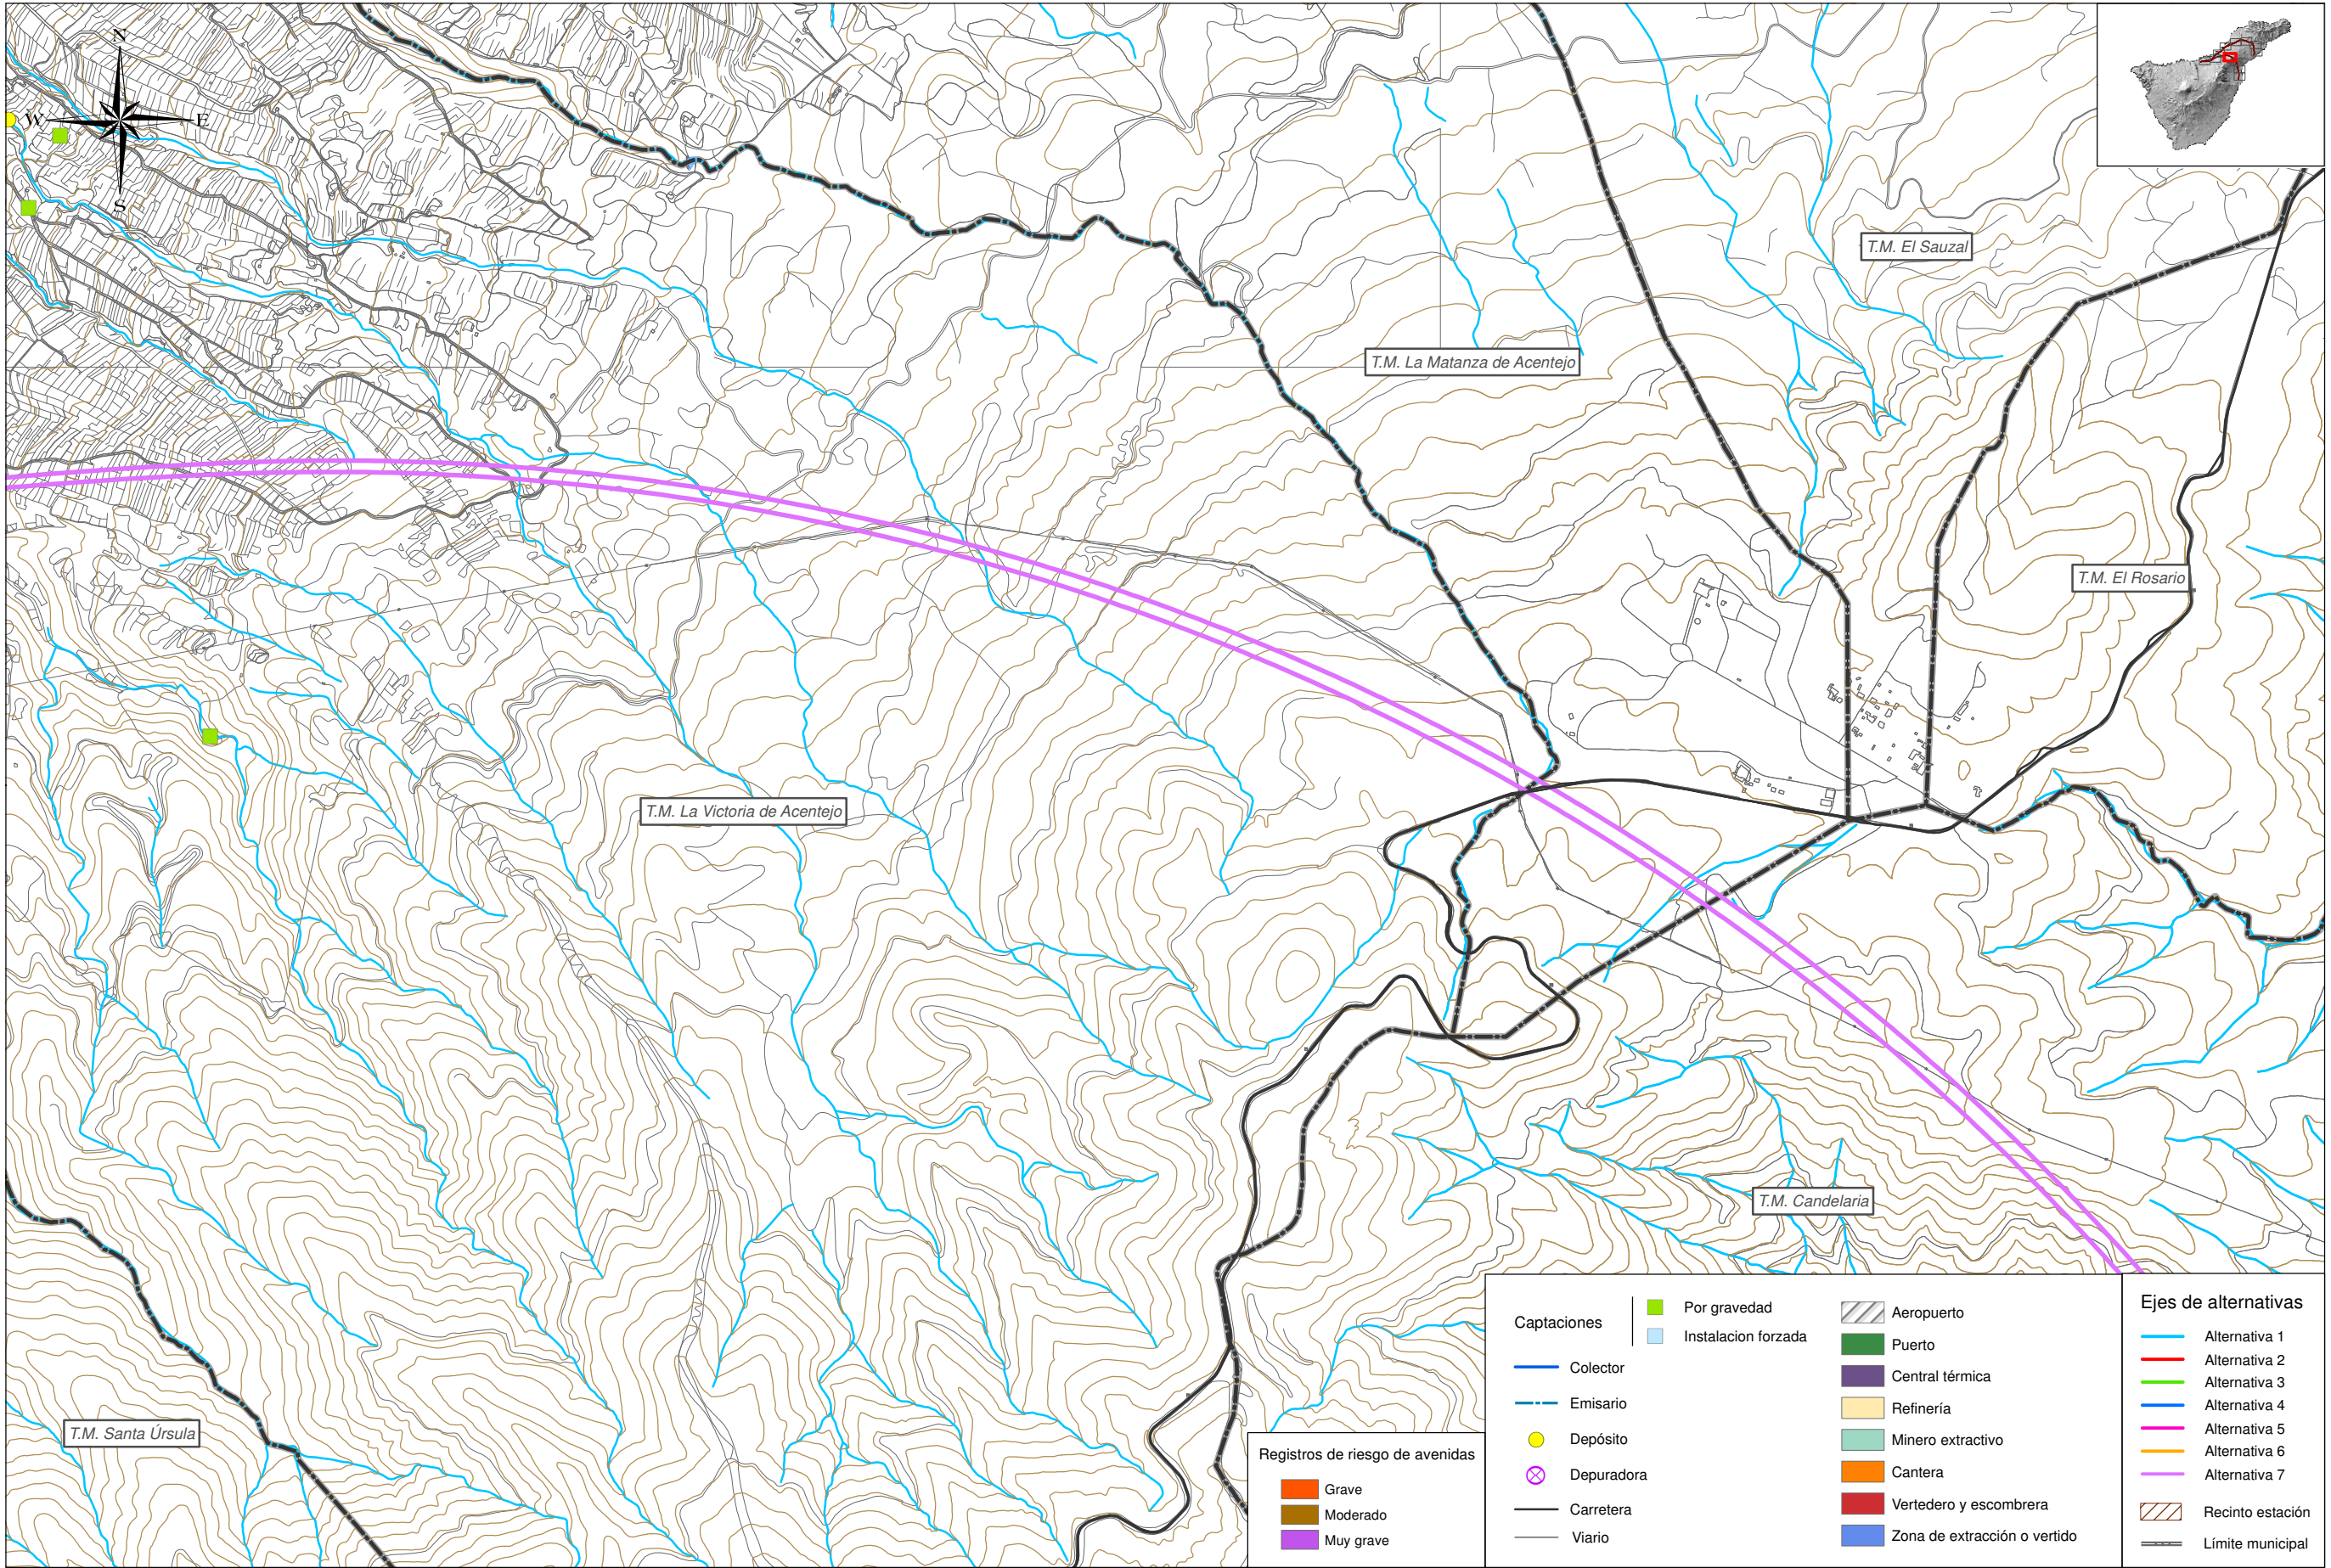 N
W
E
S
T.M. El Sauzal
T.M. La Matanza de Acentejo
T.M. El Rosario
T.M. La Victoria de Acentejo
T.M. Candelaria
T.M. Santa Úrsula
Registros de riesgo de avenidas
Grave
Moderado
Muy grave
Captaciones
Por gravedad
Instalacion forzada
Colector
Emisario
Depósito
Depuradora
Carretera
Viario
Aeropuerto
Puerto
Central térmica
Refinería
Minero extractivo
Cantera
Vertedero y escombrera
Zona de extracción o vertido
Ejes de alternativas
Alternativa 1
Alternativa 2
Alternativa 3
Alternativa 4
Alternativa 5
Alternativa 6
Alternativa 7
Recinto estación
Límite municipal